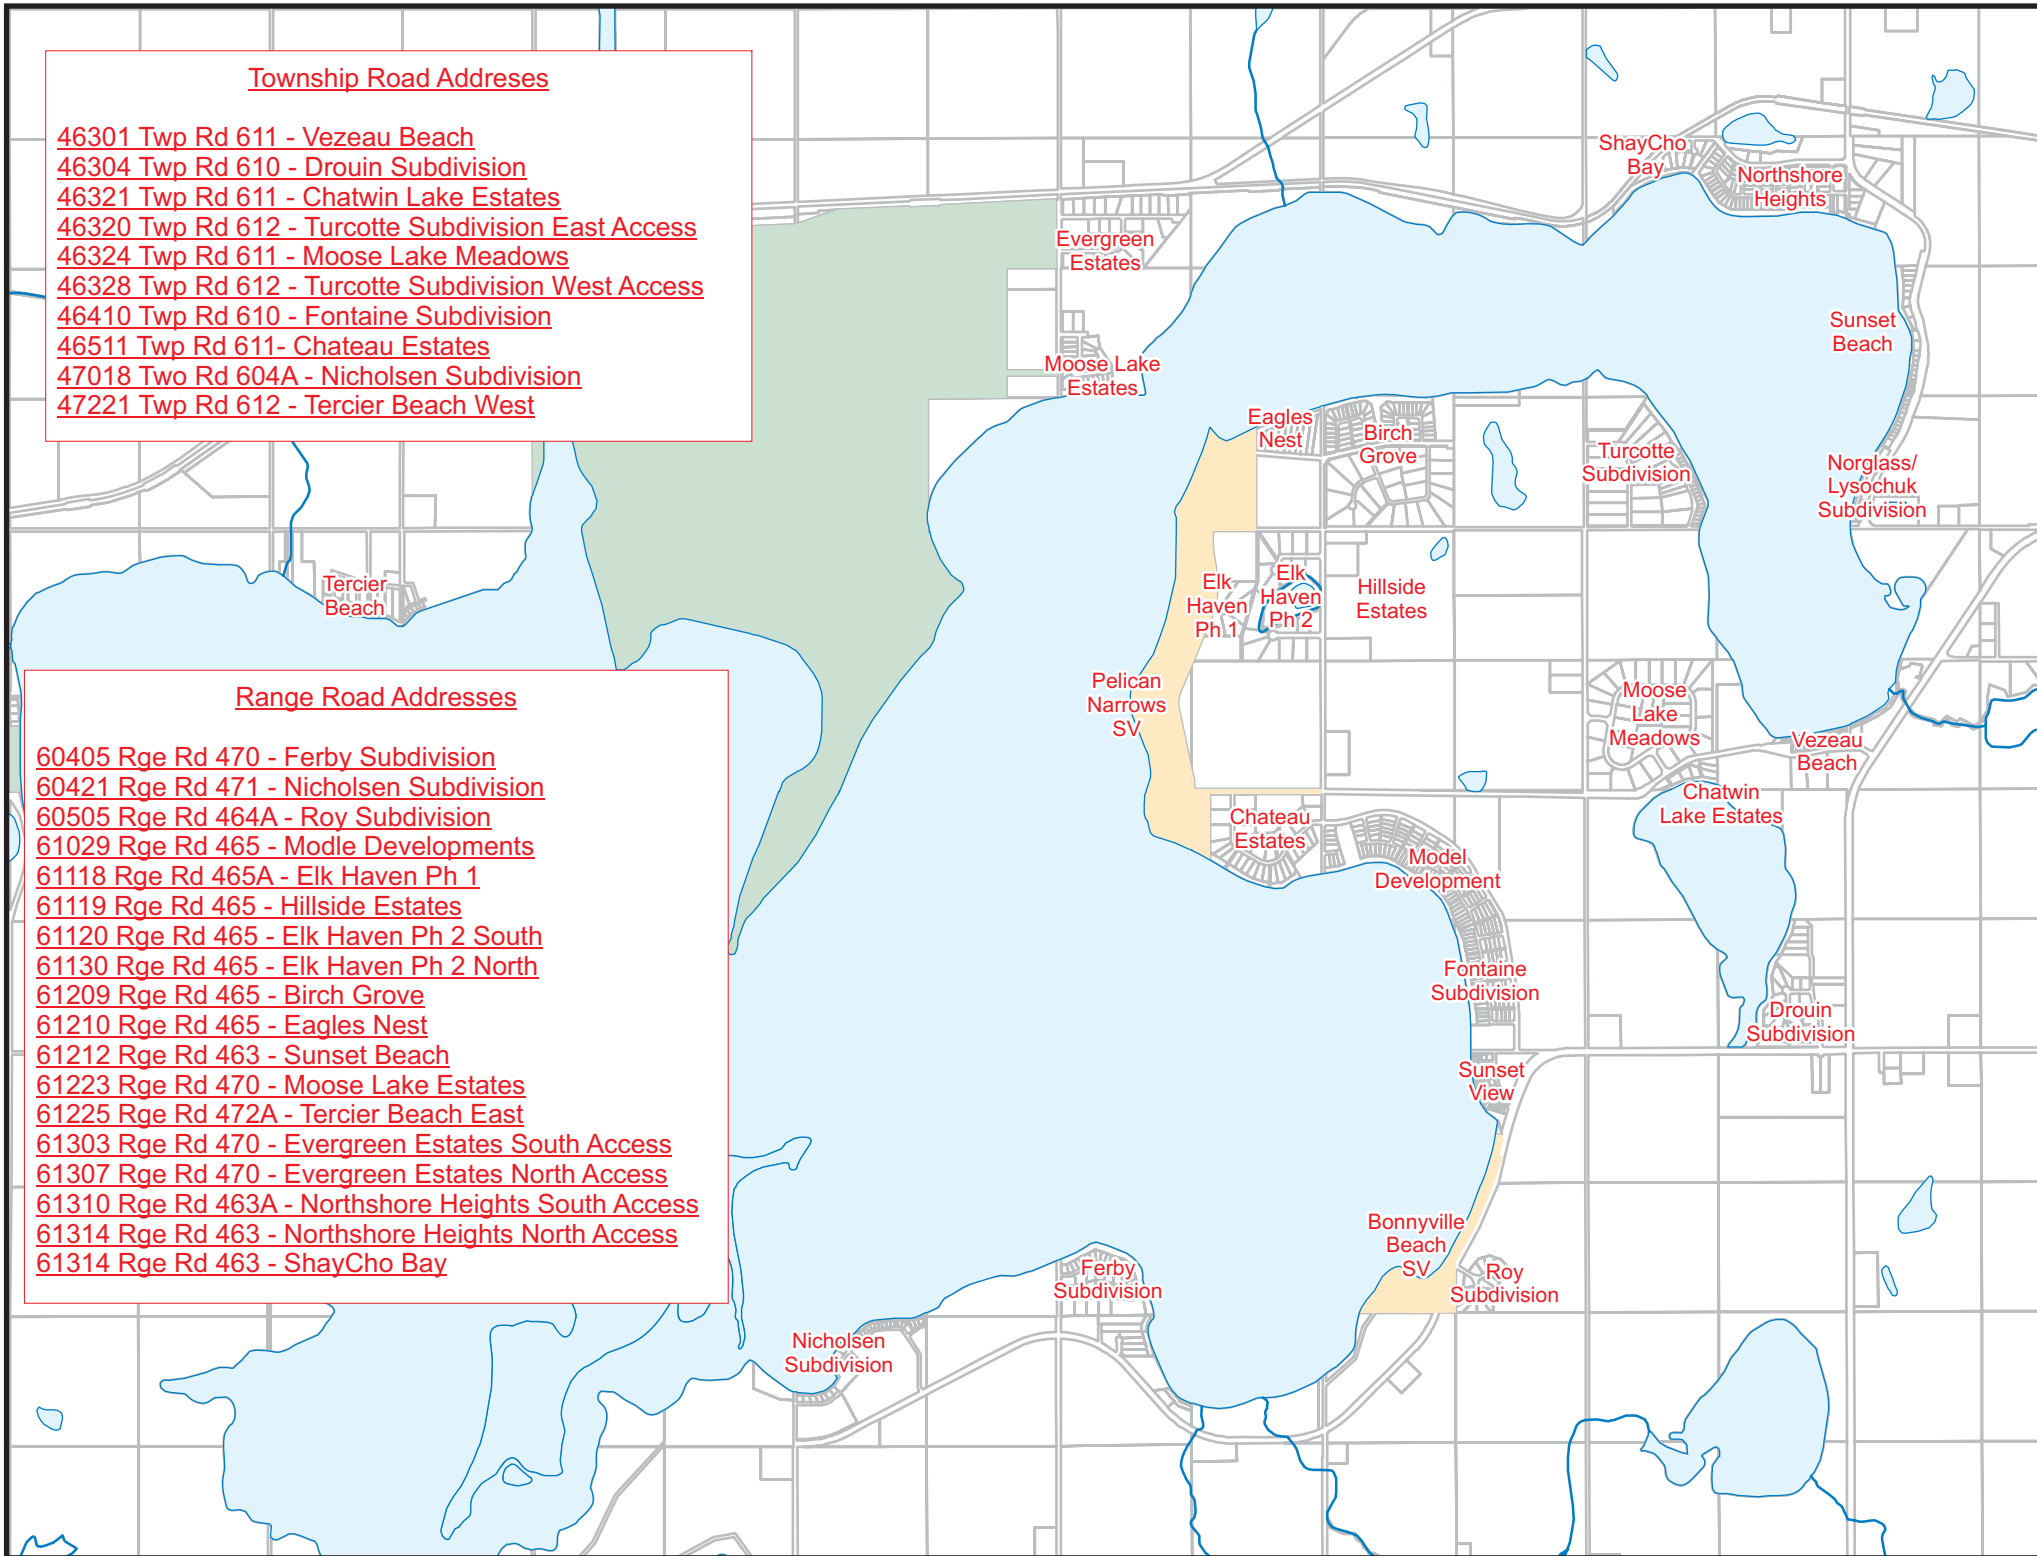 Township Road Addreses
46301 Twp Rd 611 - Vezeau Beach
46304 Twp Rd 610 - Drouin Subdivision
46321 Twp Rd 611 - Chatwin Lake Estates
46320 Twp Rd 612 - Turcotte Subdivision East Access
46324 Twp Rd 611 - Moose Lake Meadows
46328 Twp Rd 612 - Turcotte Subdivision West Access
46410 Twp Rd 610 - Fontaine Subdivision
46511 Twp Rd 611- Chateau Estates
47018 Two Rd 604A - Nicholsen Subdivision
47221 Twp Rd 612 - Tercier Beach West
ShayCho
Bay
Northshore
Heights
Evergreen
Estates
Sunset
Beach
Moose Lake
Estates
Eagles
Nest
Birch
Grove
Turcotte
Subdivision
Norglass/
Lysochuk
Subdivision
Tercier
Beach
Elk
Haven
Ph 1
Elk
Haven
Ph 2
Hillside
Estates
Pelican
Narrows
SV
Moose
Lake
Meadows
Vezeau
Beach
Chatwin
Lake Estates
Chateau
Estates
Model
Development
Fontaine
Subdivision
Drouin
Subdivision
Sunset
View
Bonnyville
Beach
SV
Roy
Subdivision
Ferby
Subdivision
Nicholsen
Subdivision
Range Road Addresses
60405 Rge Rd 470 - Ferby Subdivision
60421 Rge Rd 471 - Nicholsen Subdivision
60505 Rge Rd 464A - Roy Subdivision
61029 Rge Rd 465 - Modle Developments
61118 Rge Rd 465A - Elk Haven Ph 1
61119 Rge Rd 465 - Hillside Estates
61120 Rge Rd 465 - Elk Haven Ph 2 South
61130 Rge Rd 465 - Elk Haven Ph 2 North
61209 Rge Rd 465 - Birch Grove
61210 Rge Rd 465 - Eagles Nest
61212 Rge Rd 463 - Sunset Beach
61223 Rge Rd 470 - Moose Lake Estates
61225 Rge Rd 472A - Tercier Beach East
61303 Rge Rd 470 - Evergreen Estates South Access
61307 Rge Rd 470 - Evergreen Estates North Access
61310 Rge Rd 463A - Northshore Heights South Access
61314 Rge Rd 463 - Northshore Heights North Access
61314 Rge Rd 463 - ShayCho Bay